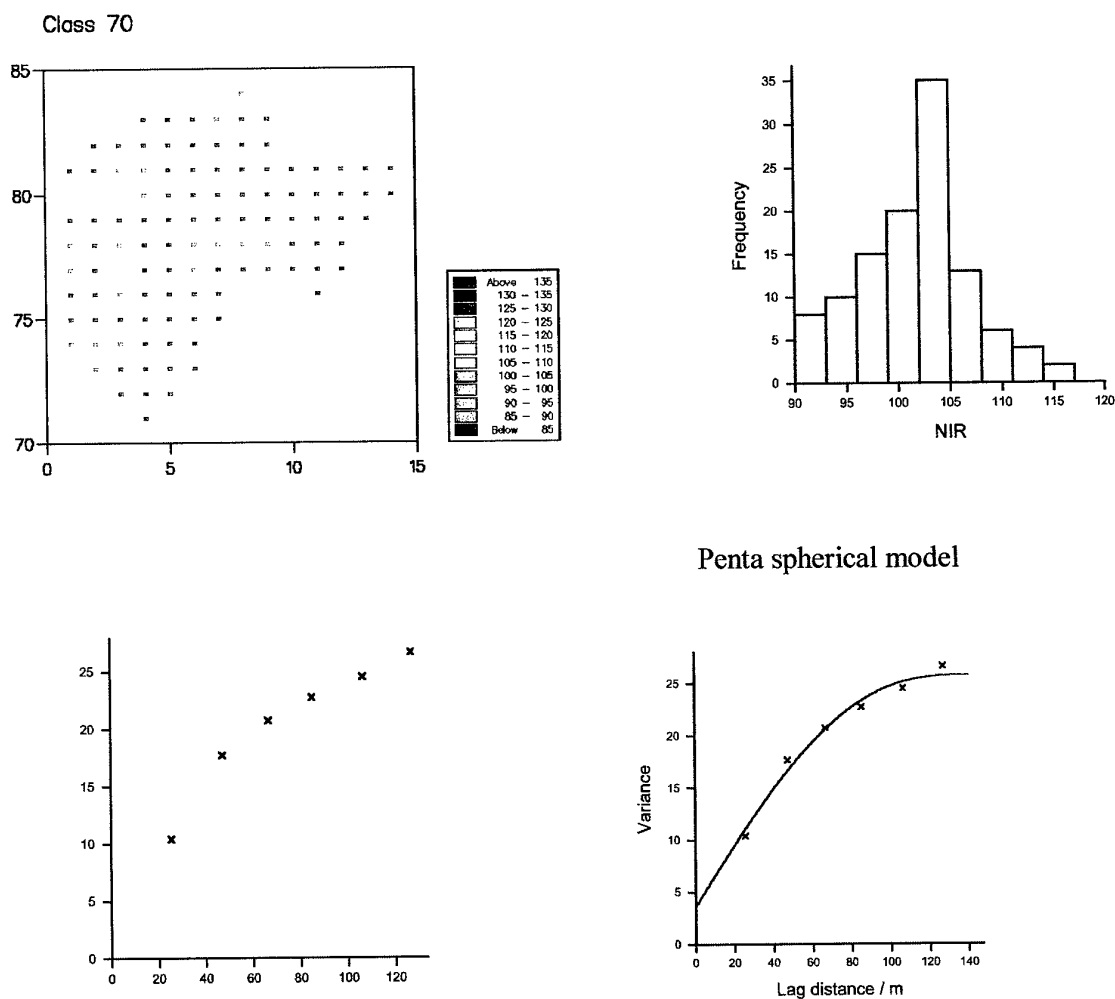 Class 70
85
80
75
70
0 5 10 15
Above 135
130 – 135
125 – 130
120 – 125
115 – 120
110 – 115
105 – 110
100 – 105
95 – 100
90 – 95
85 – 90
Below 85
35
30
25
20
15
10
5
0
Frequency
90 95 100 105 110 115 120
NIR
25
20
15
10
5
0
0 20 40 60 80 100 120
Penta spherical model
25
20
15
10
5
0
Variance
0 20 40 60 80 100 120 140
Lag distance / m